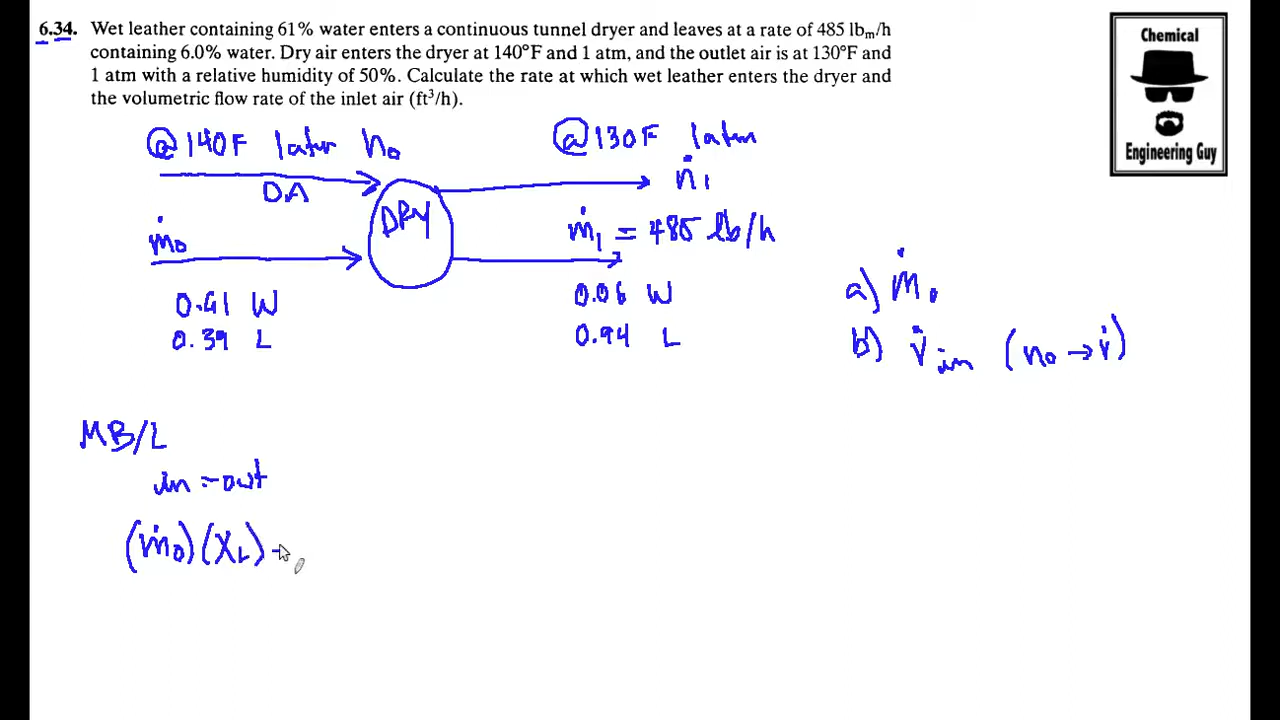 6.34. Wet leather containing 61% water enters a continuous tunnel dryer and leaves at a rate of 485 lbm/h
containing 6.0% water. Dry air enters the dryer at 140°F and 1 atm, and the outlet air is at 130°F and
1 atm with a relative humidity of 50%. Calculate the rate at which wet leather enters the dryer and
the volumetric flow rate of the inlet air (ft³/h).
Chemical
Engineering Guy
@140F 1atm n₀
@130F 1atm
DA
ṅ₁
DRY
ṁ₀
ṁ₁ = 485 lb/h
0.61 W
0.06 W
0.39 L
0.94 L
a) ṁ₀
b) V̇ in (n₀ → V̇)
MB/L
in = out
(ṁ₀)(X_L) =